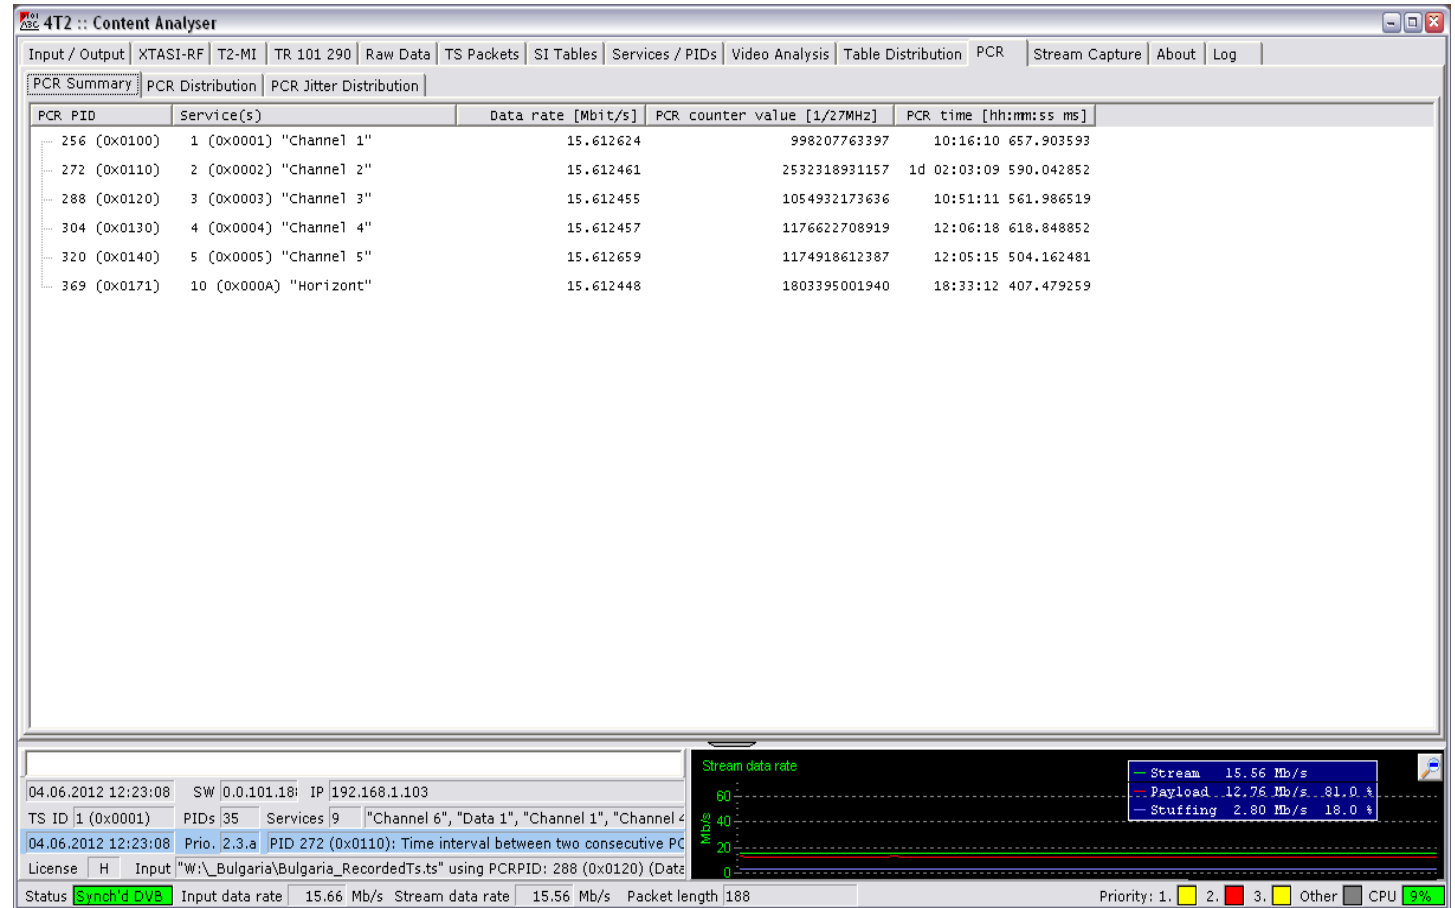 4T2 :: Content Analyser
Input / Output XTASI-RF T2-MI TR 101 290 Raw Data TS Packets SI Tables Services / PIDs Video Analysis Table Distribution PCR Stream Capture About Log
PCR Summary PCR Distribution PCR Jitter Distribution
PCR PID Service(s) Data rate [Mbit/s] PCR counter value [1/27MHz] PCR time [hh:mm:ss ms]
256 (0x0100) 1 (0x0001) "Channel 1" 15.612624 998207763397 10:16:10 657.903593
272 (0x0110) 2 (0x0002) "Channel 2" 15.612461 2532318931157 1d 02:03:09 590.042852
288 (0x0120) 3 (0x0003) "Channel 3" 15.612455 1054932173636 10:51:11 561.986519
304 (0x0130) 4 (0x0004) "Channel 4" 15.612457 1176622708919 12:06:18 618.848852
320 (0x0140) 5 (0x0005) "Channel 5" 15.612659 1174918612387 12:05:15 504.162481
369 (0x0171) 10 (0x000A) "Horizont" 15.612448 1803395001940 18:33:12 407.479259
04.06.2012 12:23:08 SW 0.0.101.18 IP 192.168.1.103
TS ID 1 (0x0001) PIDs 35 Services 9 "Channel 6", "Data 1", "Channel 1", "Channel 4
04.06.2012 12:23:08 Prio. 2.3.a PID 272 (0x0110): Time interval between two consecutive PC
License H Input "W:\_Bulgaria\Bulgaria_RecordedTs.ts" using PCRPID: 288 (0x0120) (Date
Stream data rate
Mb/s
60
40
20
0
Stream 15.56 Mb/s
Payload 12.76 Mb/s 81.0 %
Stuffing 2.80 Mb/s 18.0 %
Status Synch'd DVB Input data rate 15.66 Mb/s Stream data rate 15.56 Mb/s Packet length 188 Priority: 1. 2. 3. Other CPU 9%